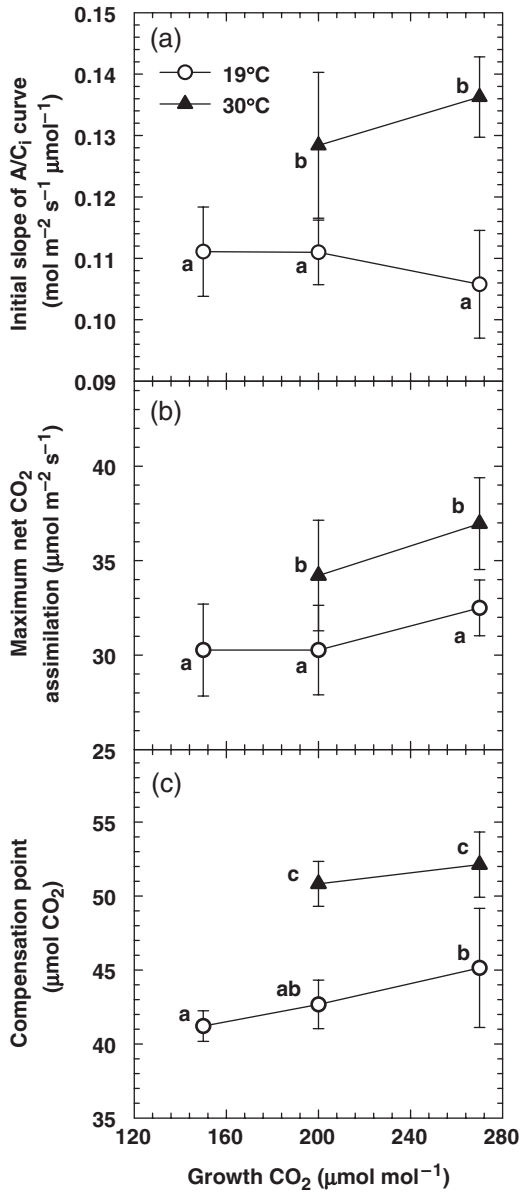 (a)
19°C
30°C
Initial slope of A/Cᵢ curve
(mol m⁻² s⁻¹ µmol⁻¹)
0.15
0.14
0.13
0.12
0.11
0.10
0.09
b
b
a
a
a
(b)
Maximum net CO₂
assimilation (µmol m⁻² s⁻¹)
40
35
30
25
b
b
a
a
a
(c)
Compensation point
(µmol CO₂)
55
50
45
40
35
c
c
a
ab
b
120
160
200
240
280
Growth CO₂ (µmol mol⁻¹)